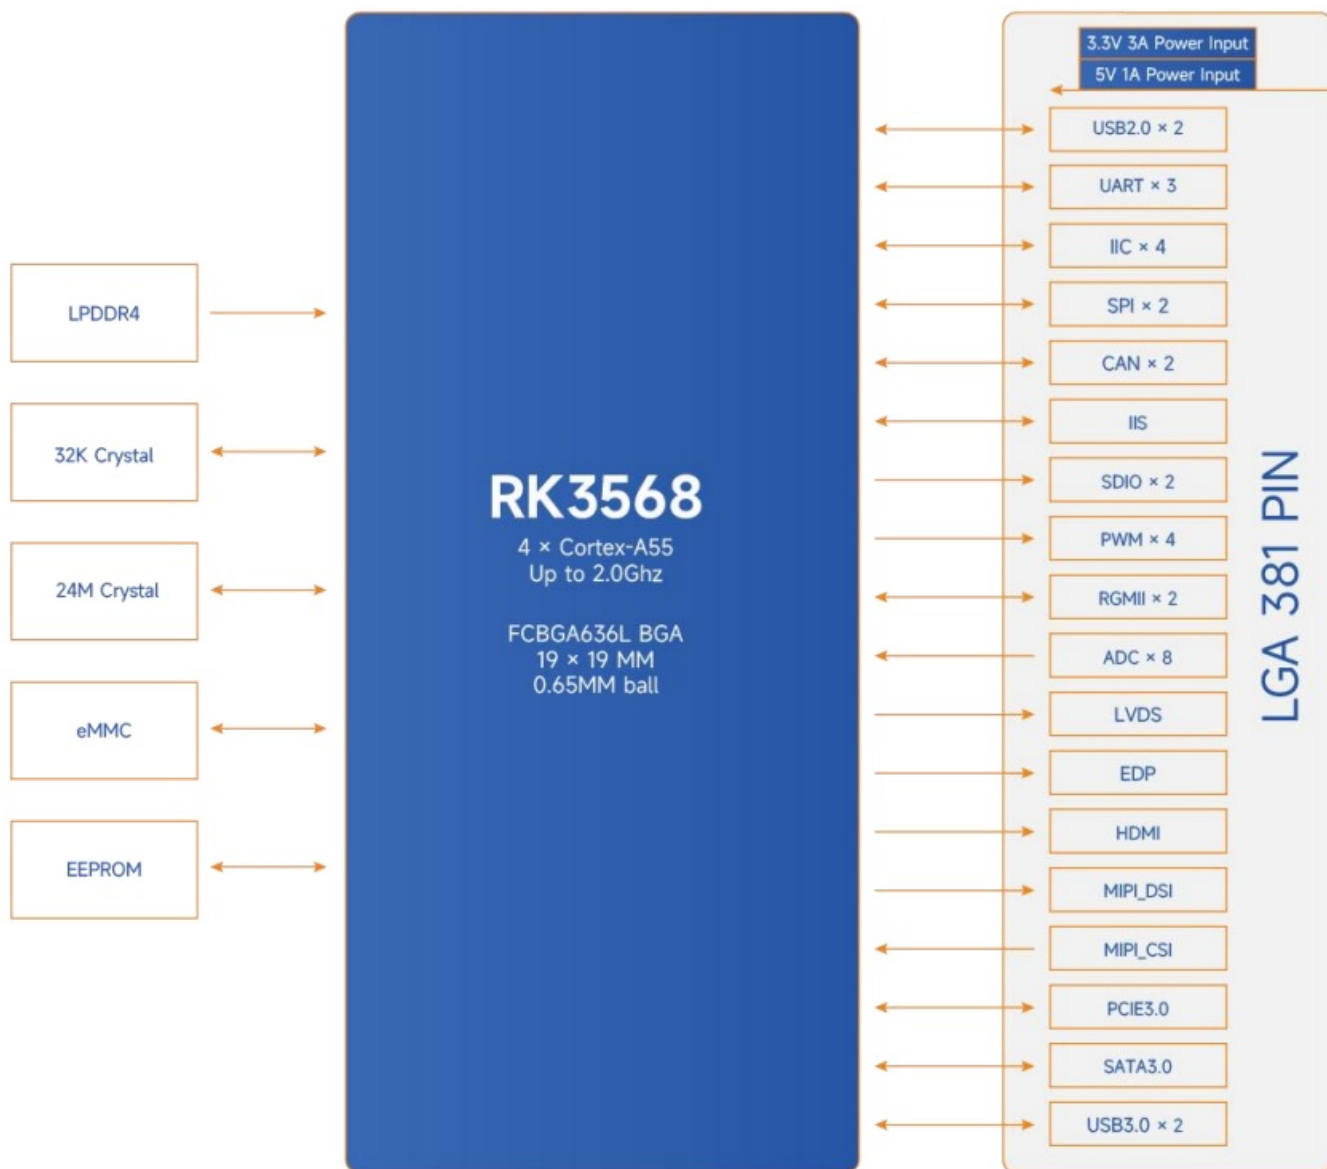 LPDDR4
32K Crystal
24M Crystal
eMMC
EEPROM
RK3568
4 × Cortex-A55
Up to 2.0Ghz
FCBGA636L BGA
19 × 19 MM
0.65MM ball
3.3V 3A Power Input
5V 1A Power Input
USB2.0 × 2
UART × 3
IIC × 4
SPI × 2
CAN × 2
IIS
SDIO × 2
PWM × 4
RGMII × 2
ADC × 8
LVDS
EDP
HDMI
MIPI_DSI
MIPI_CSI
PCIE3.0
SATA3.0
USB3.0 × 2
LGA 381 PIN